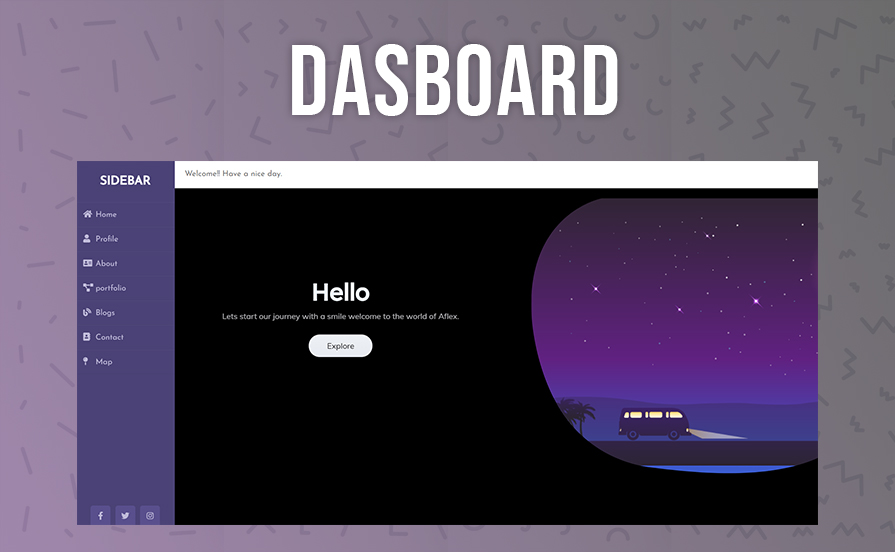 DASBOARD
SIDEBAR
Welcome!! Have a nice day.
Home
Profile
About
portfolio
Blogs
Contact
Map
Hello
Lets start our journey with a smile welcome to the world of Aflex.
Explore